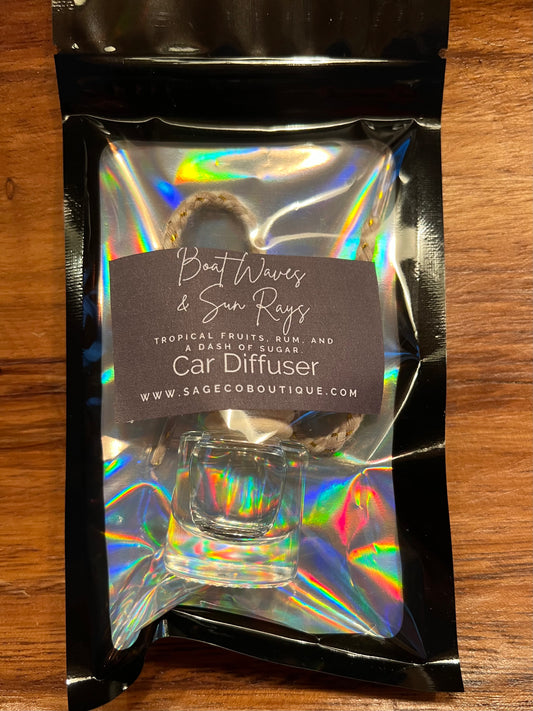 Boat Waves
& Sun Rays
TROPICAL FRUITS, RUM, AND
A DASH OF SUGAR.
Car Diffuser
WWW.SAGECOBOUTIQUE.COM